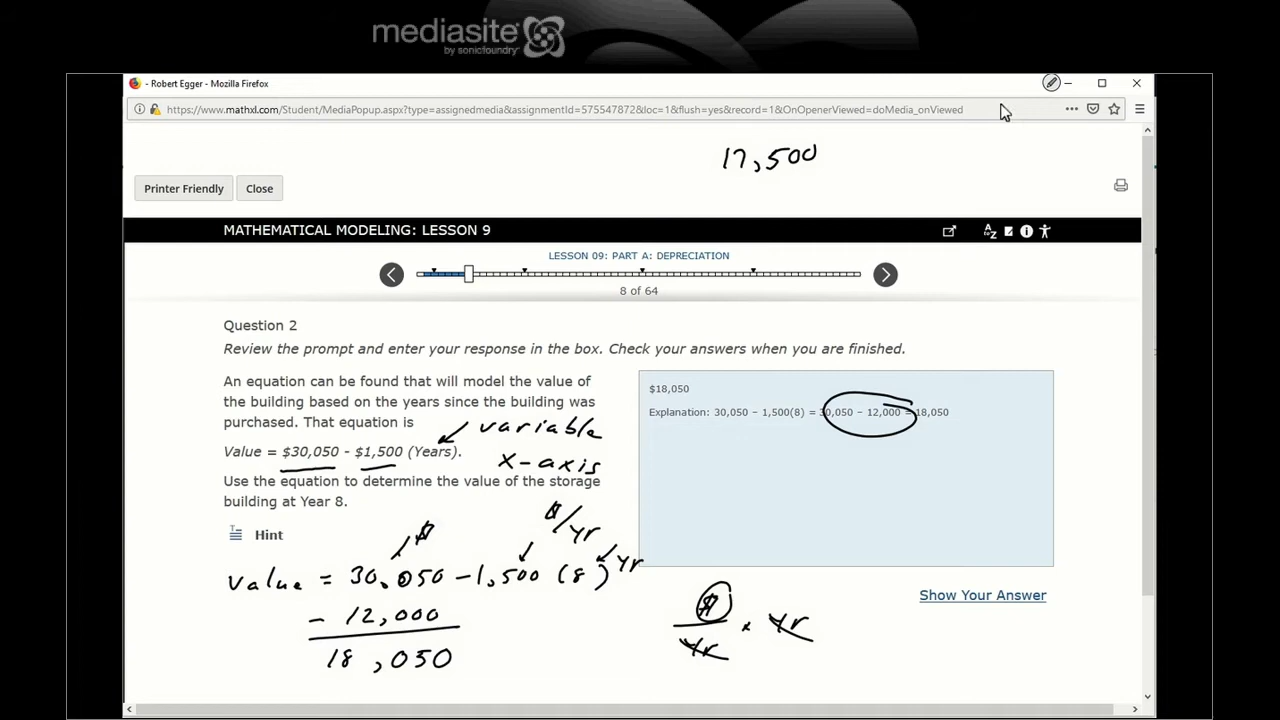 mediasite
by sonicfoundry
- Robert Egger - Mozilla Firefox
https://www.mathxl.com/Student/MediaPopup.aspx?type=assignedmedia&assignmentId=575547872&loc=1&flush=yes&record=1&OnOpenerViewed=doMedia_onViewed
17,500
Printer Friendly Close
MATHEMATICAL MODELING: LESSON 9
LESSON 09: PART A: DEPRECIATION
8 of 64
Question 2
Review the prompt and enter your response in the box. Check your answers when you are finished.
An equation can be found that will model the value of
the building based on the years since the building was
purchased. That equation is
variable
Value = $30,050 - $1,500 (Years).
x-axis
Use the equation to determine the value of the storage
building at Year 8.
Hint
$18,050
Explanation: 30,050 − 1,500(8) = 30,050 − 12,000 = 18,050
Show Your Answer
$
$/yr
yr
value = 30,050 - 1,500 (8)
- 12,000
18,050
$
yr × yr